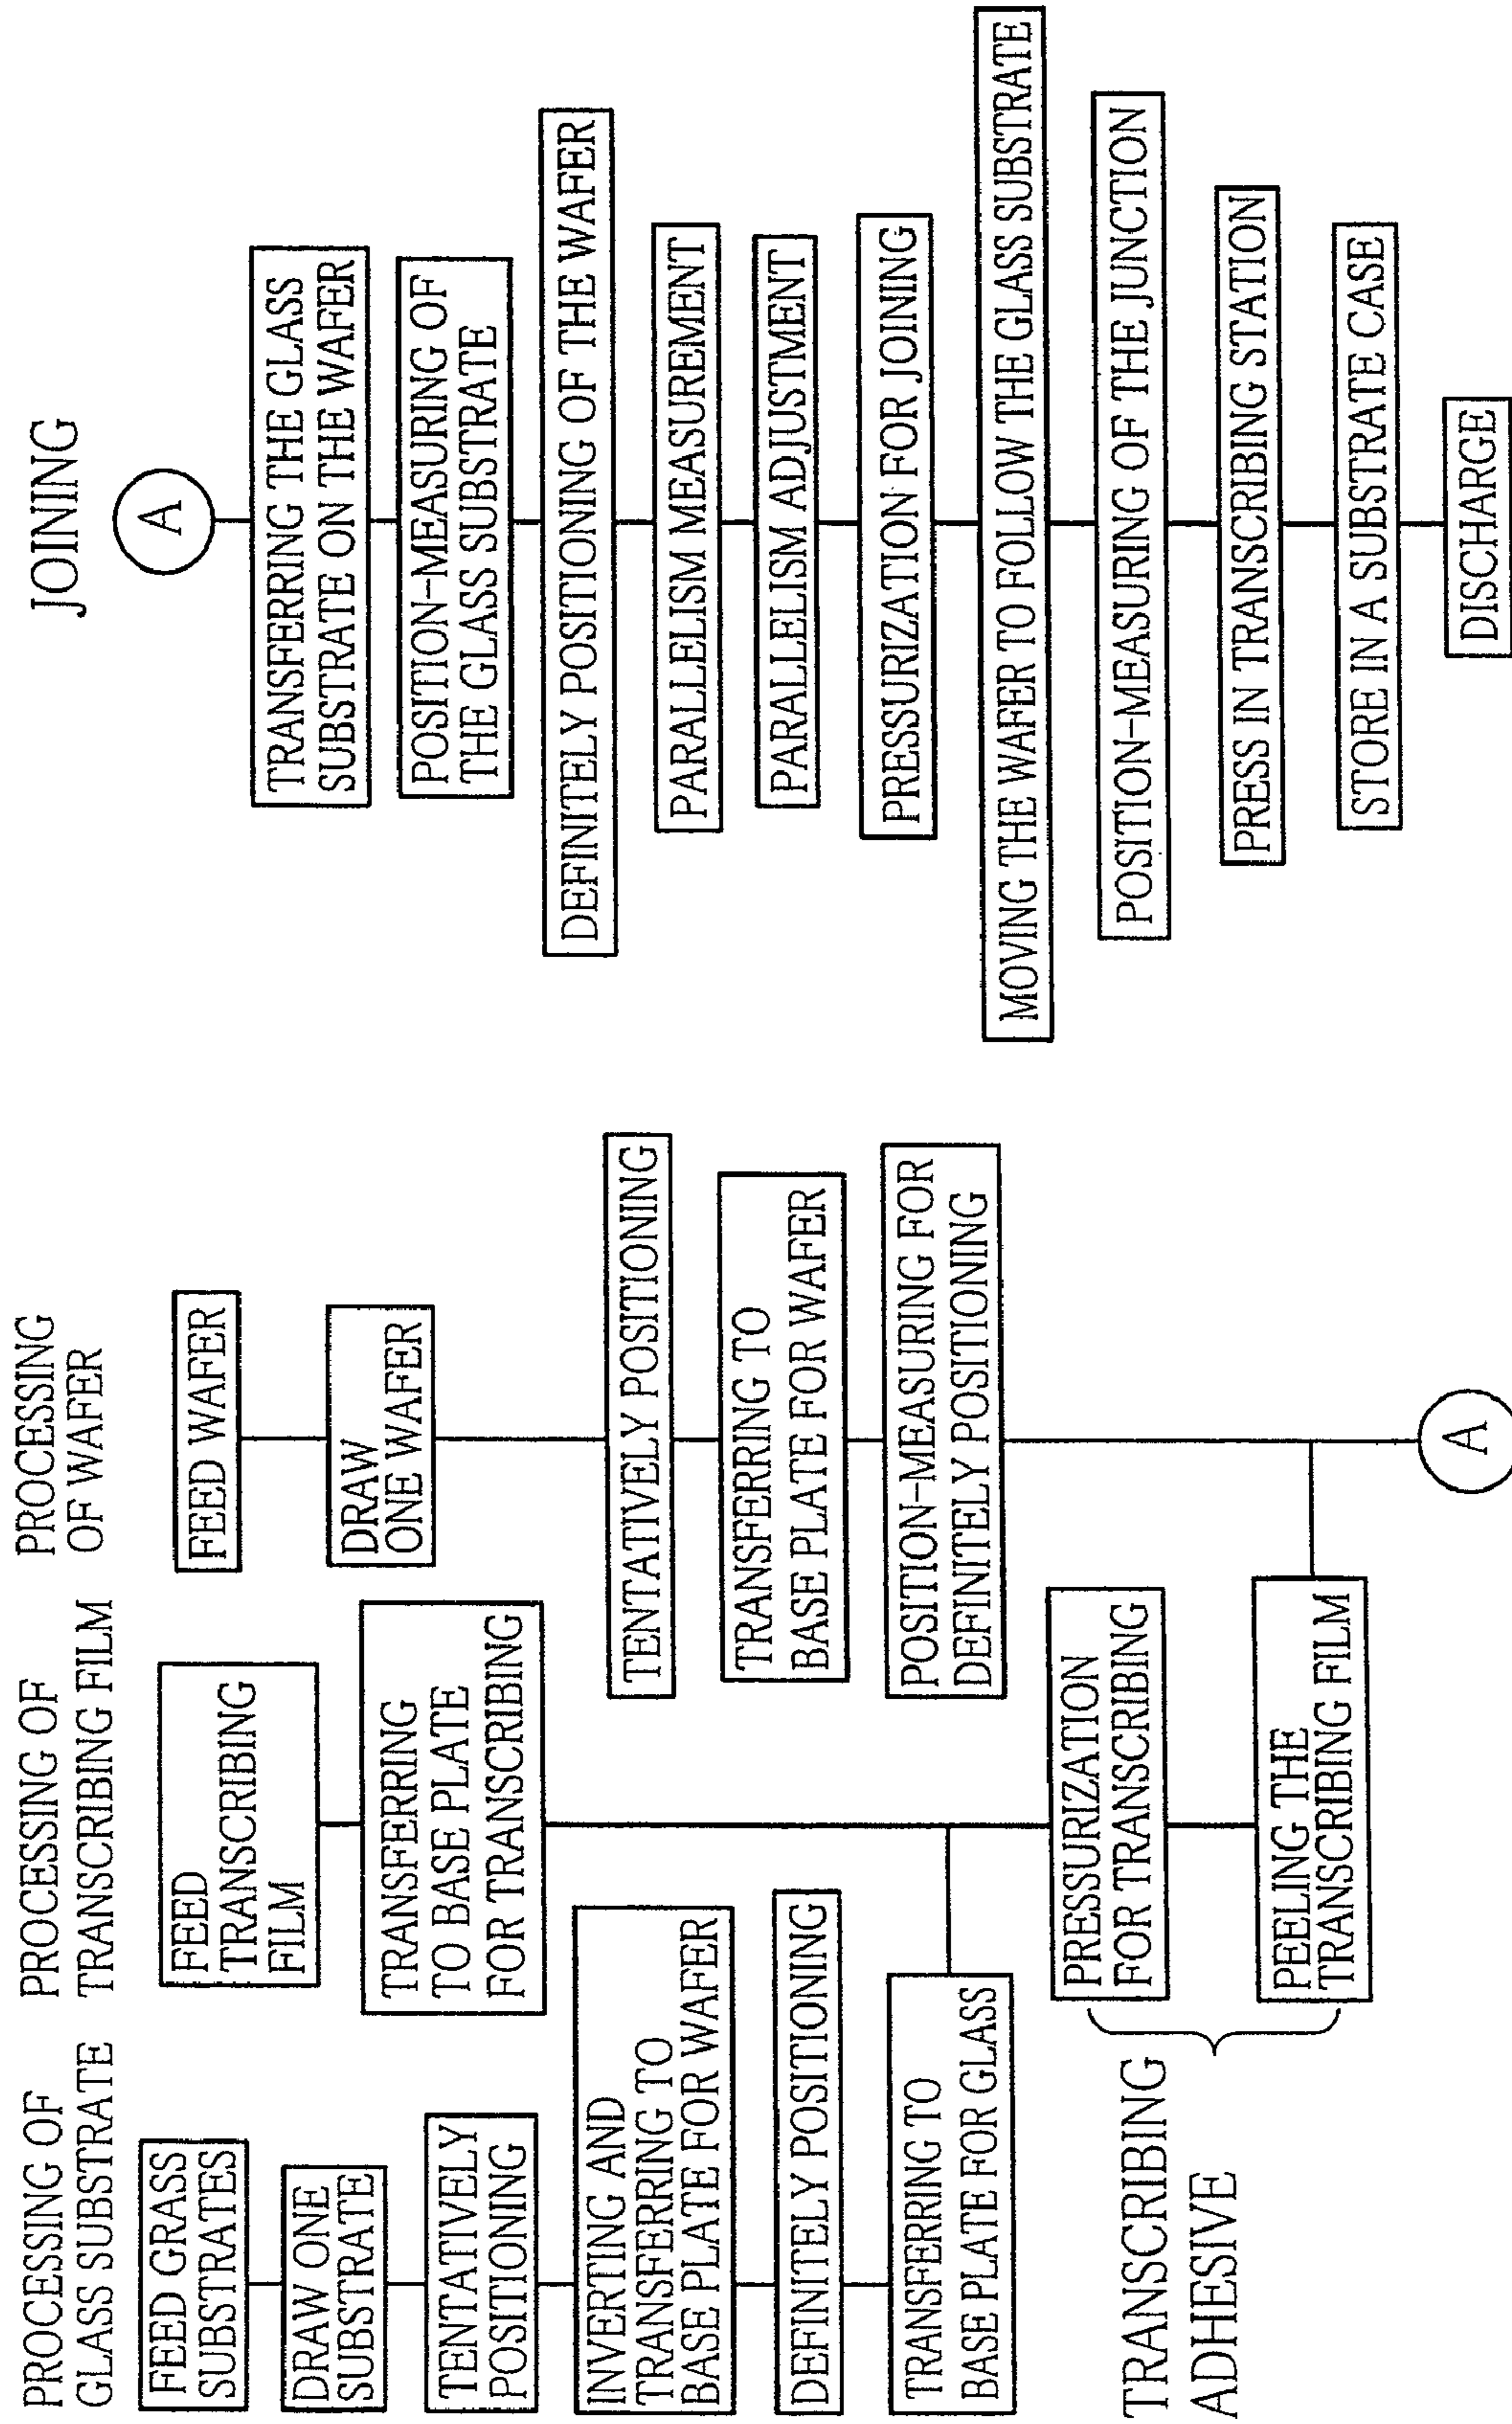 PROCESSING OF
GLASS SUBSTRATE
FEED GRASS
SUBSTRATES
DRAW ONE
SUBSTRATE
TENTATIVELY
POSITIONING
INVERTING AND
TRANSFERRING TO
BASE PLATE FOR WAFER
DEFINITELY POSITIONING
TRANSFERRING TO
BASE PLATE FOR GLASS
PROCESSING OF
TRANSCRIBING FILM
FEED
TRANSCRIBING
FILM
TRANSFERRING
TO BASE PLATE
FOR TRANSCRIBING
TRANSCRIBING
ADHESIVE
PRESSURIZATION
FOR TRANSCRIBING
PEELING THE
TRANSCRIBING FILM
PROCESSING
OF WAFER
FEED WAFER
DRAW
ONE WAFER
TENTATIVELY POSITIONING
TRANSFERRING TO
BASE PLATE FOR WAFER
POSITION-MEASURING FOR
DEFINITELY POSITIONING
A
JOINING
A
TRANSFERRING THE GLASS
SUBSTRATE ON THE WAFER
POSITION-MEASURING OF
THE GLASS SUBSTRATE
DEFINITELY POSITIONING OF THE WAFER
PARALLELISM MEASUREMENT
PARALLELISM ADJUSTMENT
PRESSURIZATION FOR JOINING
MOVING THE WAFER TO FOLLOW THE GLASS SUBSTRATE
POSITION-MEASURING OF THE JUNCTION
PRESS IN TRANSCRIBING STATION
STORE IN A SUBSTRATE CASE
DISCHARGE